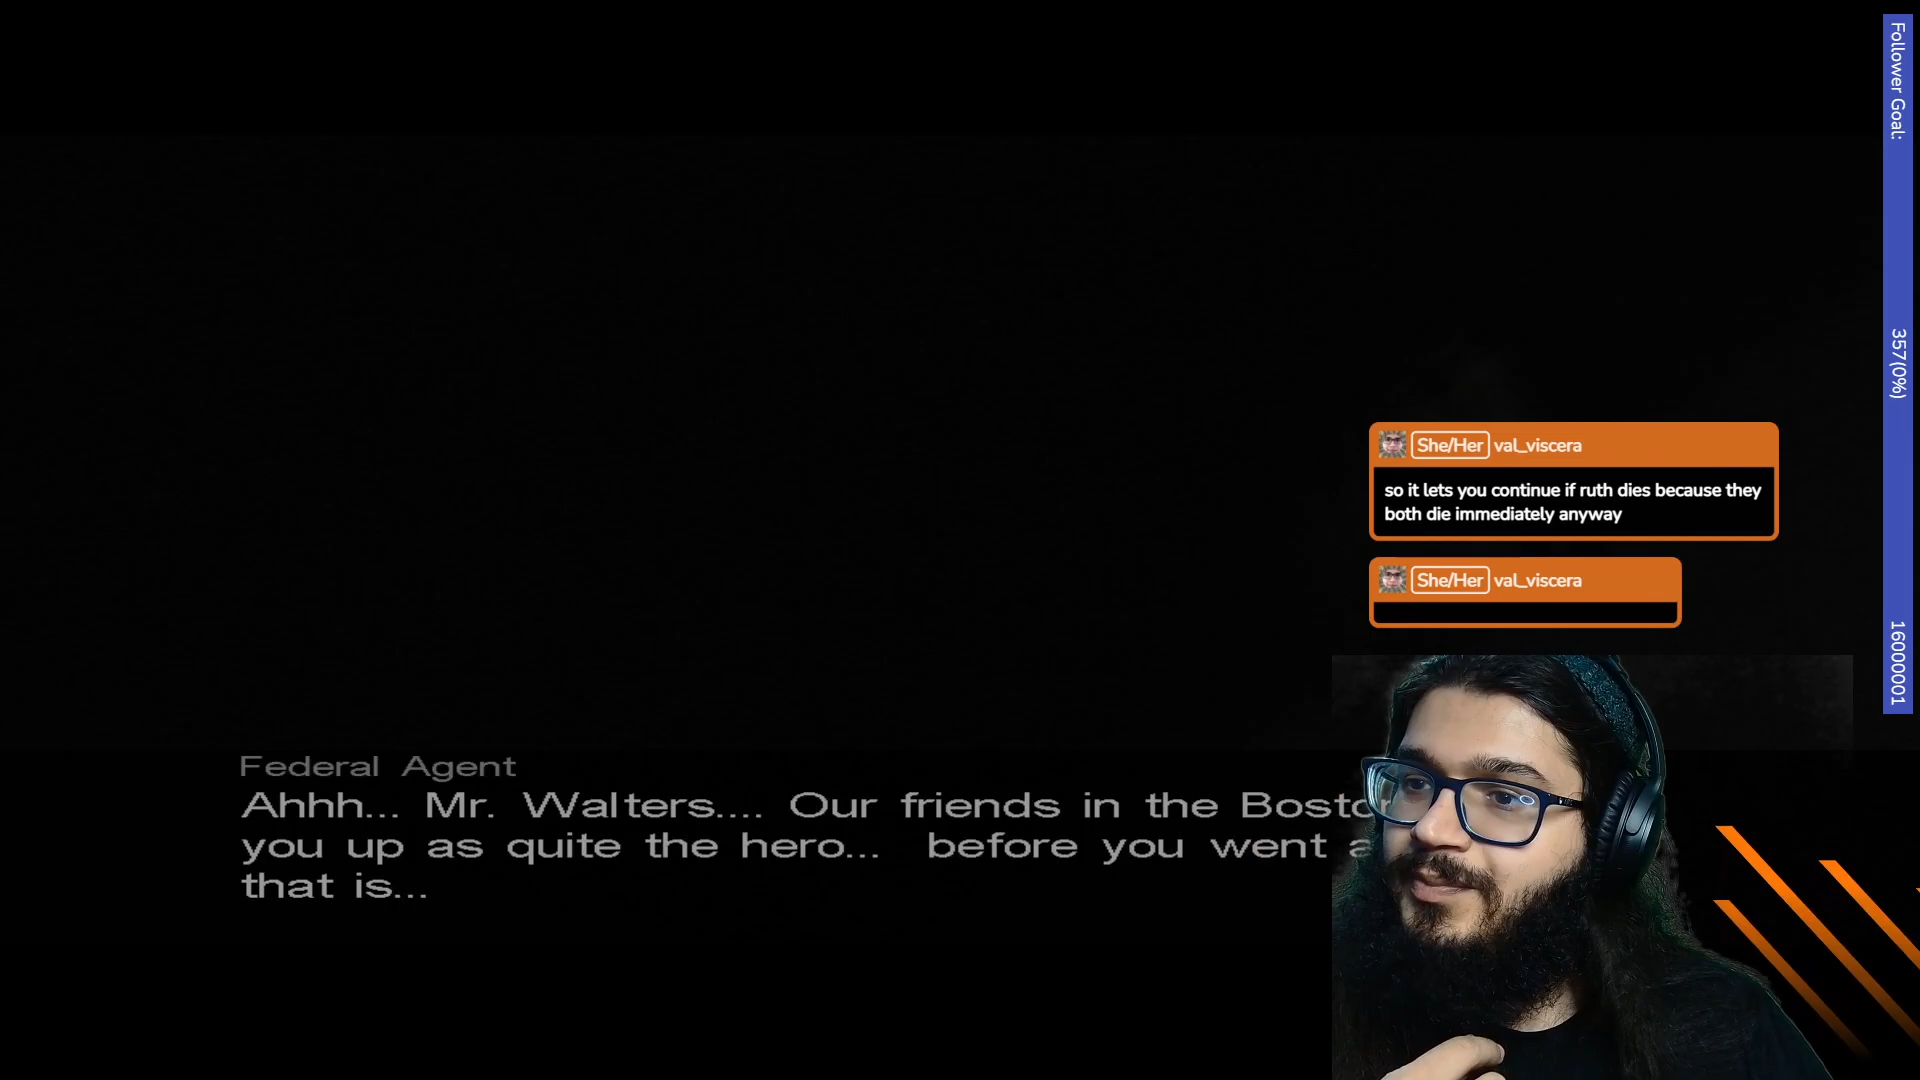 Follower Goal:
357(0%)
16000001
She/Her val_viscera
so it lets you continue if ruth dies because they
both die immediately anyway
She/Her val_viscera
Federal Agent
Ahhh... Mr. Walters.... Our friends in the
you up as quite the hero... before you went
that is...